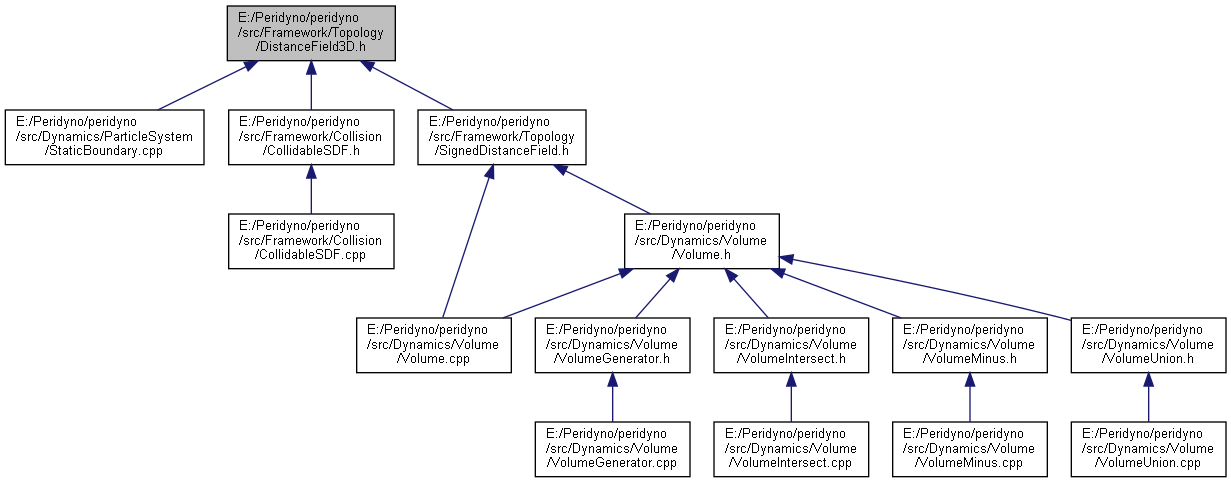 E:/Peridyno/peridyno
/src/Framework/Topology
/DistanceField3D.h
E:/Peridyno/peridyno
/src/Dynamics/ParticleSystem
/StaticBoundary.cpp
E:/Peridyno/peridyno
/src/Framework/Collision
/CollidableSDF.h
E:/Peridyno/peridyno
/src/Framework/Topology
/SignedDistanceField.h
E:/Peridyno/peridyno
/src/Framework/Collision
/CollidableSDF.cpp
E:/Peridyno/peridyno
/src/Dynamics/Volume
/Volume.h
E:/Peridyno/peridyno
/src/Dynamics/Volume
/Volume.cpp
E:/Peridyno/peridyno
/src/Dynamics/Volume
/VolumeGenerator.h
E:/Peridyno/peridyno
/src/Dynamics/Volume
/VolumeIntersect.h
E:/Peridyno/peridyno
/src/Dynamics/Volume
/VolumeMinus.h
E:/Peridyno/peridyno
/src/Dynamics/Volume
/VolumeUnion.h
E:/Peridyno/peridyno
/src/Dynamics/Volume
/VolumeGenerator.cpp
E:/Peridyno/peridyno
/src/Dynamics/Volume
/VolumeIntersect.cpp
E:/Peridyno/peridyno
/src/Dynamics/Volume
/VolumeMinus.cpp
E:/Peridyno/peridyno
/src/Dynamics/Volume
/VolumeUnion.cpp